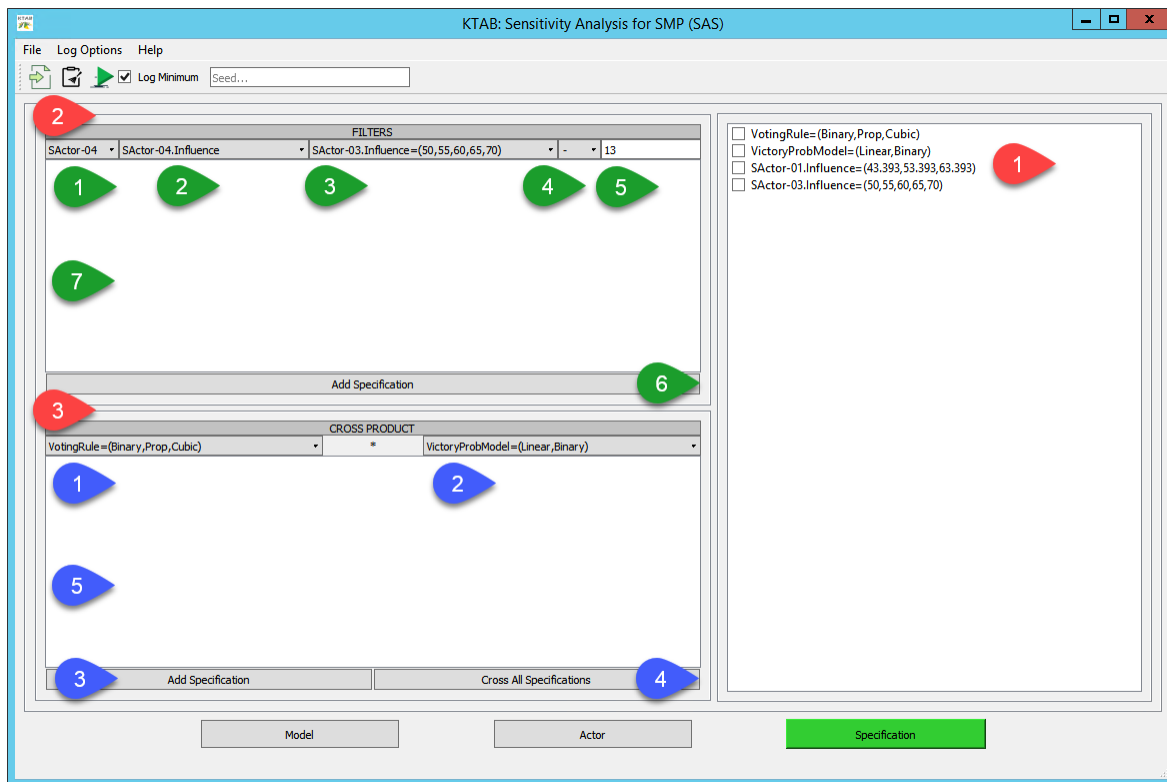 KTAB
KTAB: Sensitivity Analysis for SMP (SAS)
X
File Log Options Help
Log Minimum Seed...
2
FILTERS
SActor-04 SActor-04.Influence SActor-03.Influence=(50,55,60,65,70) - 13
1 2 3 4 5
7
Add Specification 6
3
CROSS PRODUCT
VotingRule=(Binary,Prop,Cubic) * VictoryProbModel=(Linear,Binary)
1 2
5
3 Add Specification Cross All Specifications 4
VotingRule=(Binary,Prop,Cubic)
VictoryProbModel=(Linear,Binary)
SActor-01.Influence=(43.393,53.393,63.393)
SActor-03.Influence=(50,55,60,65,70)
1
Model Actor Specification